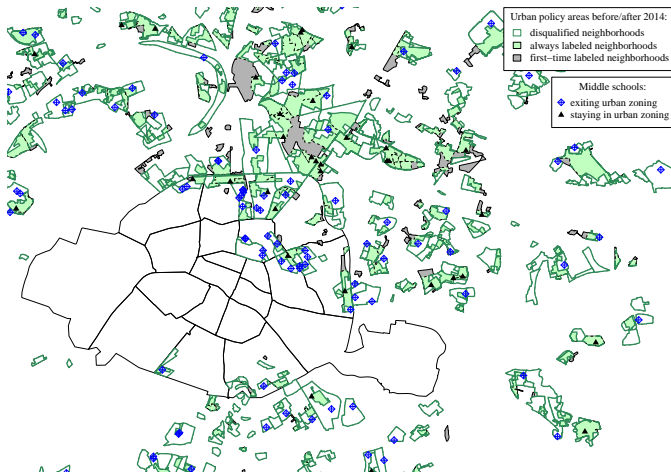 Urban policy areas before/after 2014:
disqualified neighborhoods
always labeled neighborhoods
first−time labeled neighborhoods
Middle schools:
exiting urban zoning
staying in urban zoning